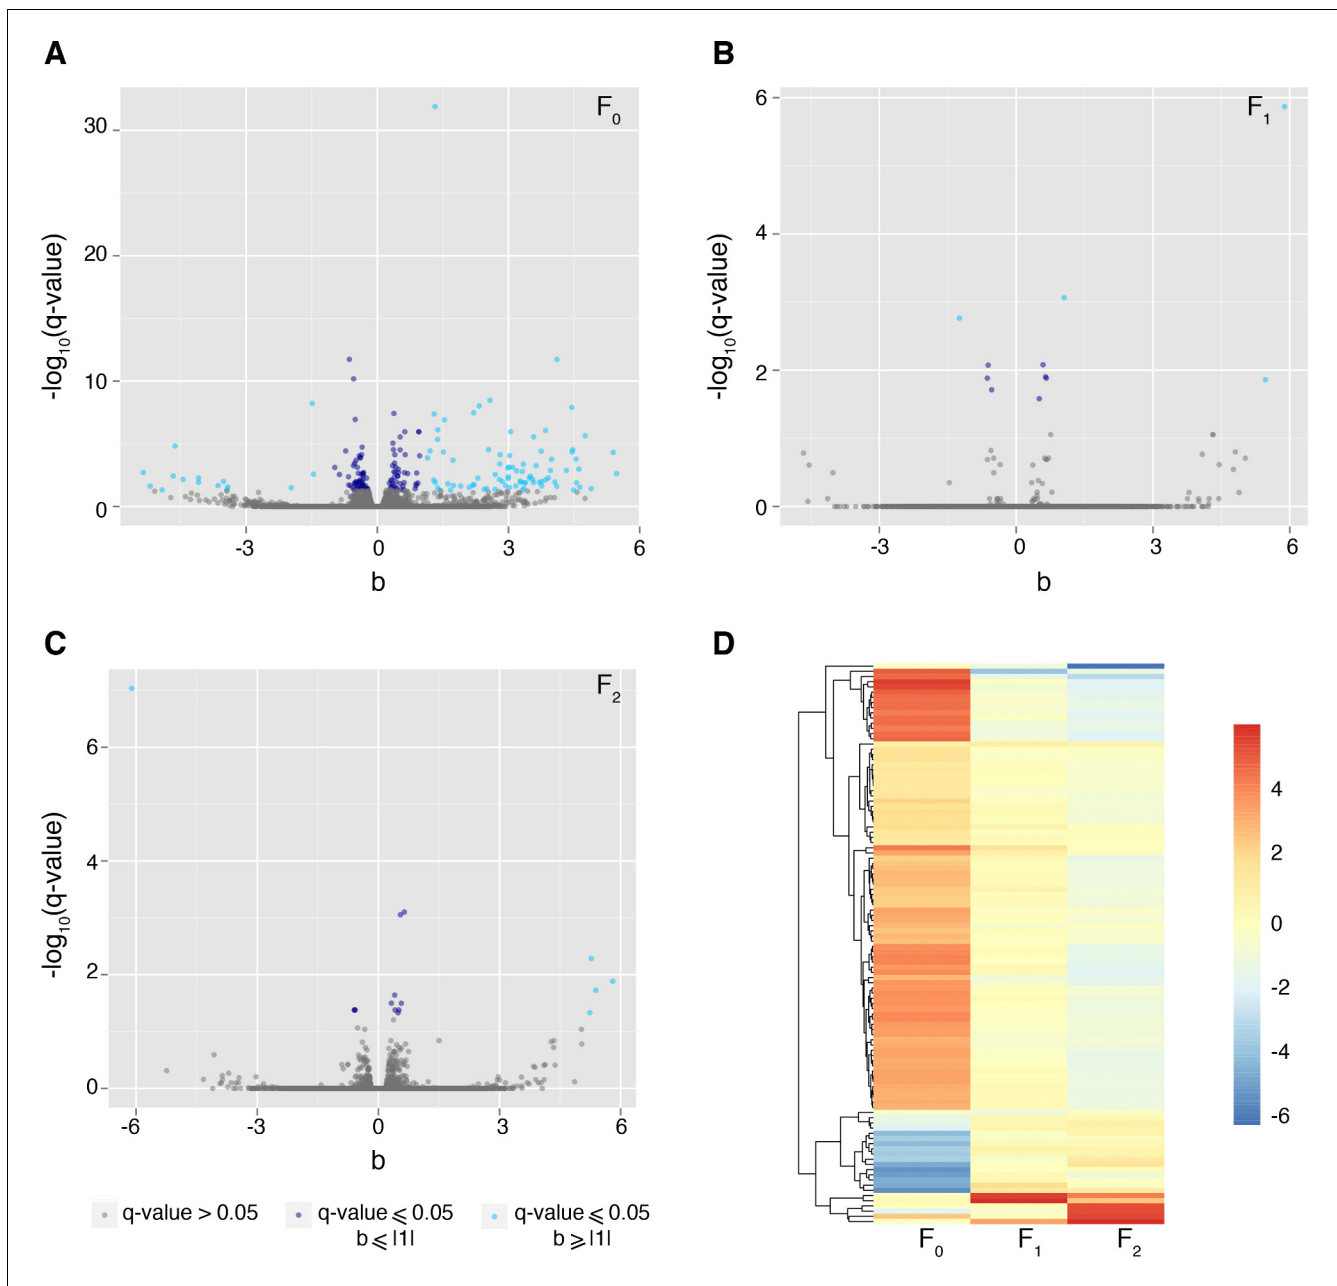 A
F0
30
20
10
0
-log10(q-value)
-3 0 3 6
b
B
F1
6
4
2
0
-log10(q-value)
-3 0 3 6
b
C
F2
6
4
2
0
-log10(q-value)
-6 -3 0 3 6
b
D
4
2
0
-2
-4
-6
F0 F1 F2
q-value > 0.05
q-value ⩽ 0.05
b ⩽ |1|
q-value ⩽ 0.05
b ⩾ |1|